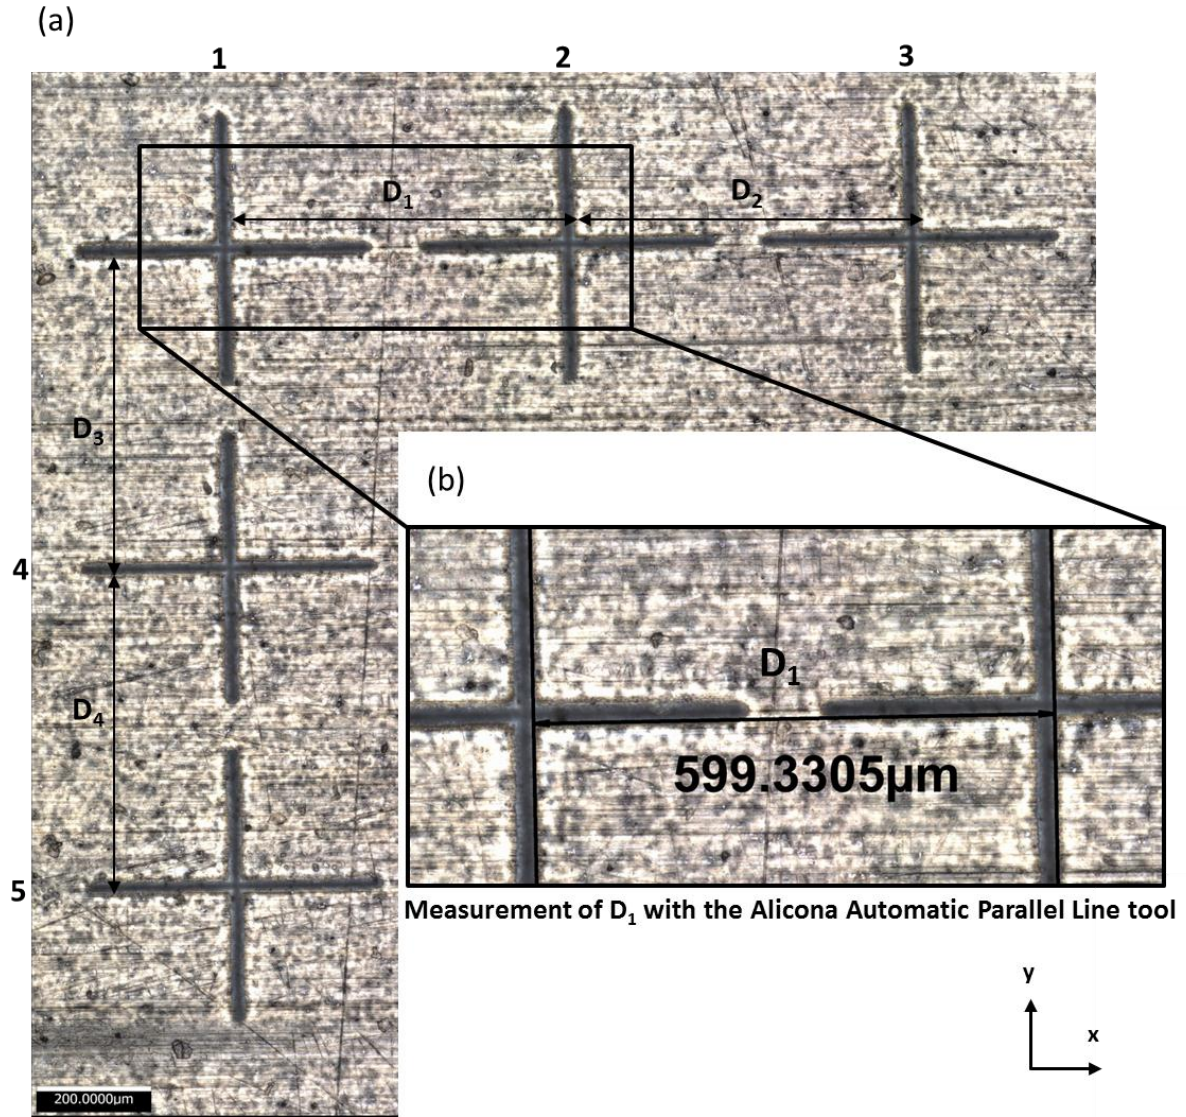 (a)
1 2 3
D₁ D₂
D₃
(b)
4
D₁
D₄
599.3305µm
5
Measurement of D₁ with the Alicona Automatic Parallel Line tool
y
x
200.0000µm